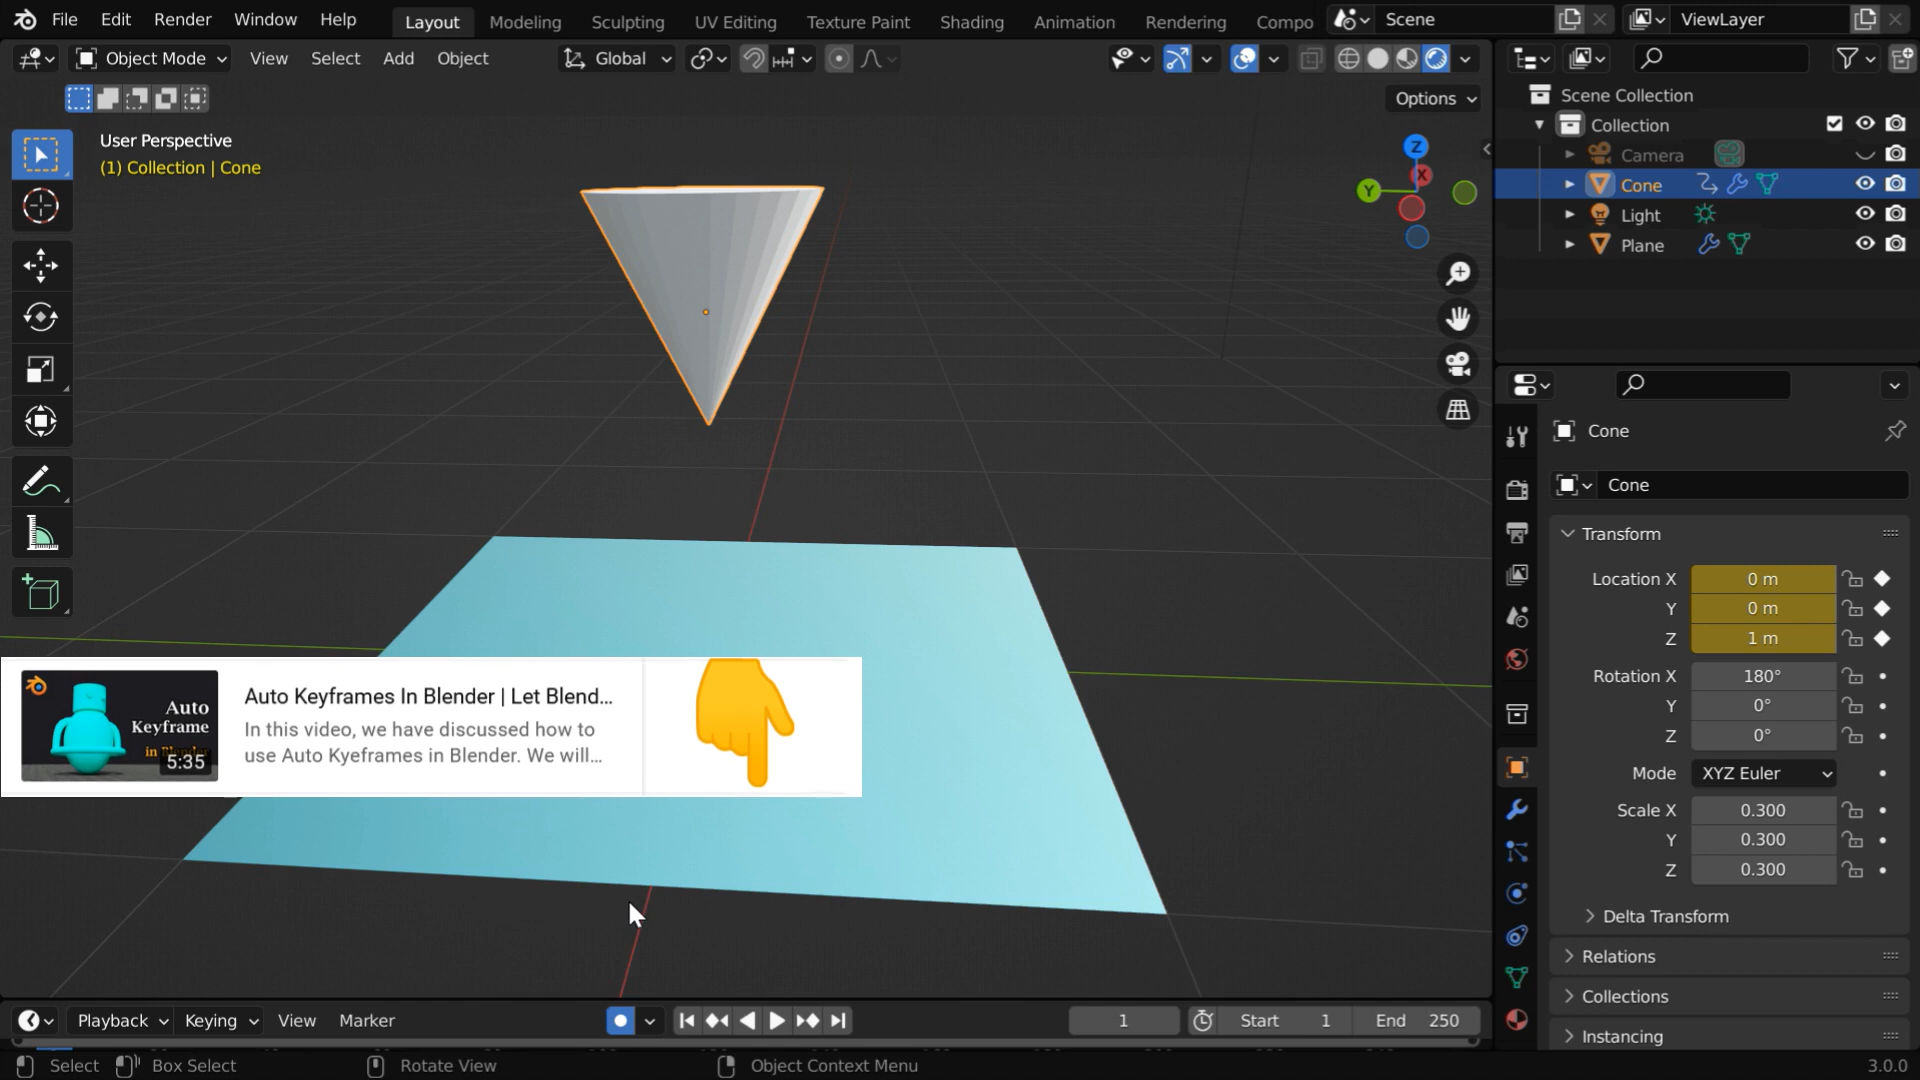 File Edit Render Window Help Layout Modeling Sculpting UV Editing Texture Paint Shading Animation Rendering Compo Scene ViewLayer
Object Mode View Select Add Object Global
Options
User Perspective
(1) Collection | Cone
Z
X
Y
Scene Collection
Collection
Camera
Cone
Light
Plane
Cone
Cone
Transform
Location X 0 m
Y 0 m
Z 1 m
Rotation X 180°
Y 0°
Z 0°
Mode XYZ Euler
Scale X 0.300
Y 0.300
Z 0.300
Delta Transform
Relations
Collections
Instancing
Auto
Keyframe
in Blender
5:35
Auto Keyframes In Blender | Let Blend...
In this video, we have discussed how to
use Auto Kyeframes in Blender. We will...
Playback Keying View Marker 1 Start 1 End 250
Select Box Select Rotate View Object Context Menu 3.0.0